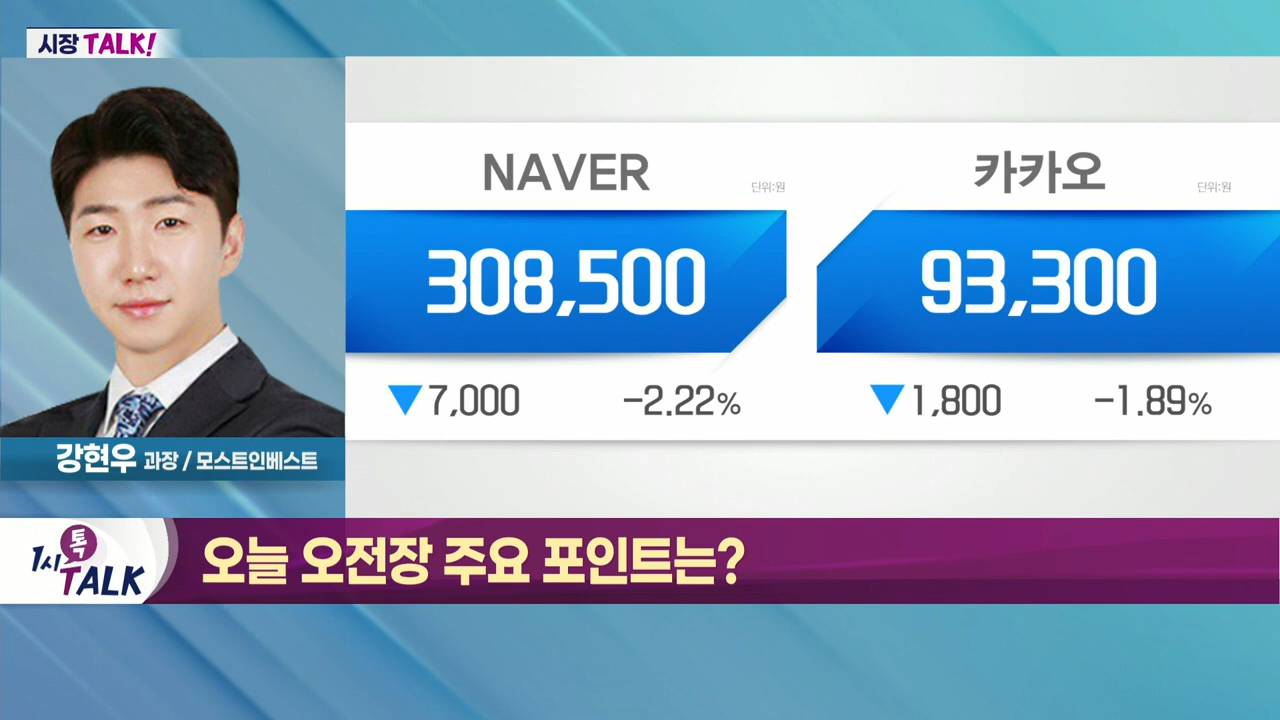 시장 TALK!
NAVER
단위:원
308,500
▼7,000
-2.22%
카카오
단위:원
93,300
▼1,800
-1.89%
강현우 과장 / 모스트인베스트
1시 톡 TALK
오늘 오전장 주요 포인트는?